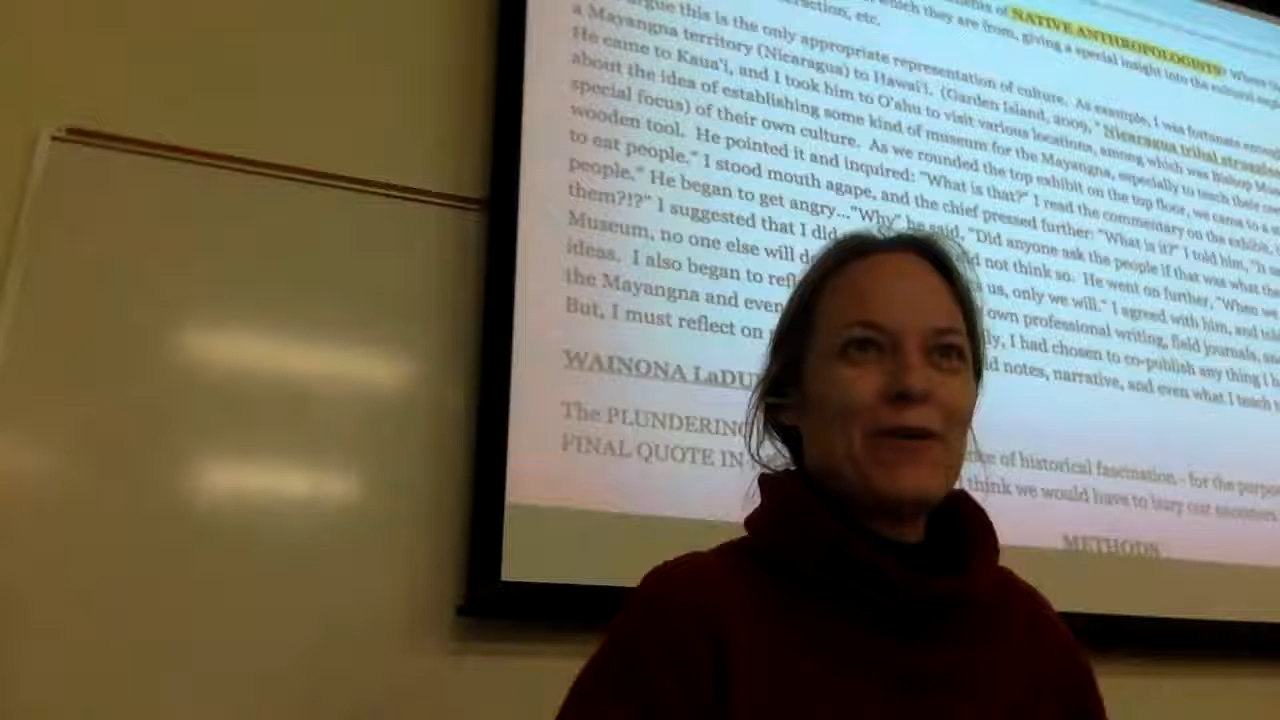 which they are from, giving a special insight into the cultural
NATIVE ANTHROPOLOGISTS
etc.
argue this is the only appropriate representation of culture. As example, I was fortunate
a Mayangna territory (Nicaragua) to Hawai'i. (Garden Island, 2009, "Nicaragua tribal
He came to Kaua'i, and I took him to O'ahu to visit various locations, among which was Bishop
about the idea of establishing some kind of museum for the Mayangna, especially to teach their
special focus) of their own culture. As we rounded the top exhibit on the top floor, we came to a
wooden tool. He pointed it and inquired: "What is that?" I read the commentary on the exhibit,
to eat people." I stood mouth agape, and the chief pressed further: "What is it?" I told him, "It
people." He began to get angry..."Why" he said, "Did anyone ask the people if that was what
them?!?" I suggested that I did not think so. He went on further, "When we
Museum, no one else will us, only we will." I agreed with him, and
ideas. I also began to own professional writing, field journals,
the Mayangna and even I had chosen to co-publish any thing I
But, I must reflect on notes, narrative, and even what I teach
WAINONA
The PLUNDERING of historical fascination - for the
FINAL QUOTE IN think we would have to bury our ancestors
METHODS